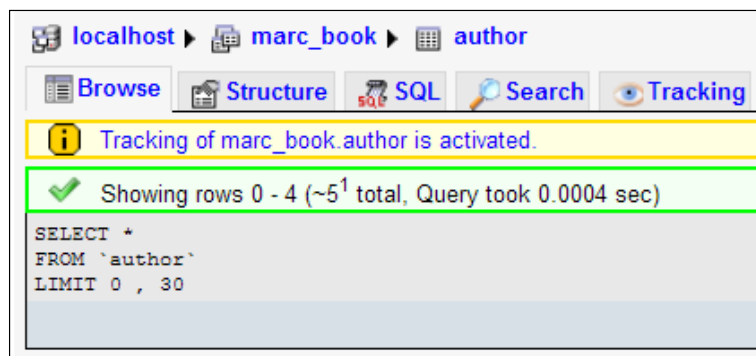 localhost ▸ marc_book ▸ author
Browse Structure SQL Search Tracking
Tracking of marc_book.author is activated.
Showing rows 0 - 4 (~5¹ total, Query took 0.0004 sec)
SELECT *
FROM `author`
LIMIT 0 , 30